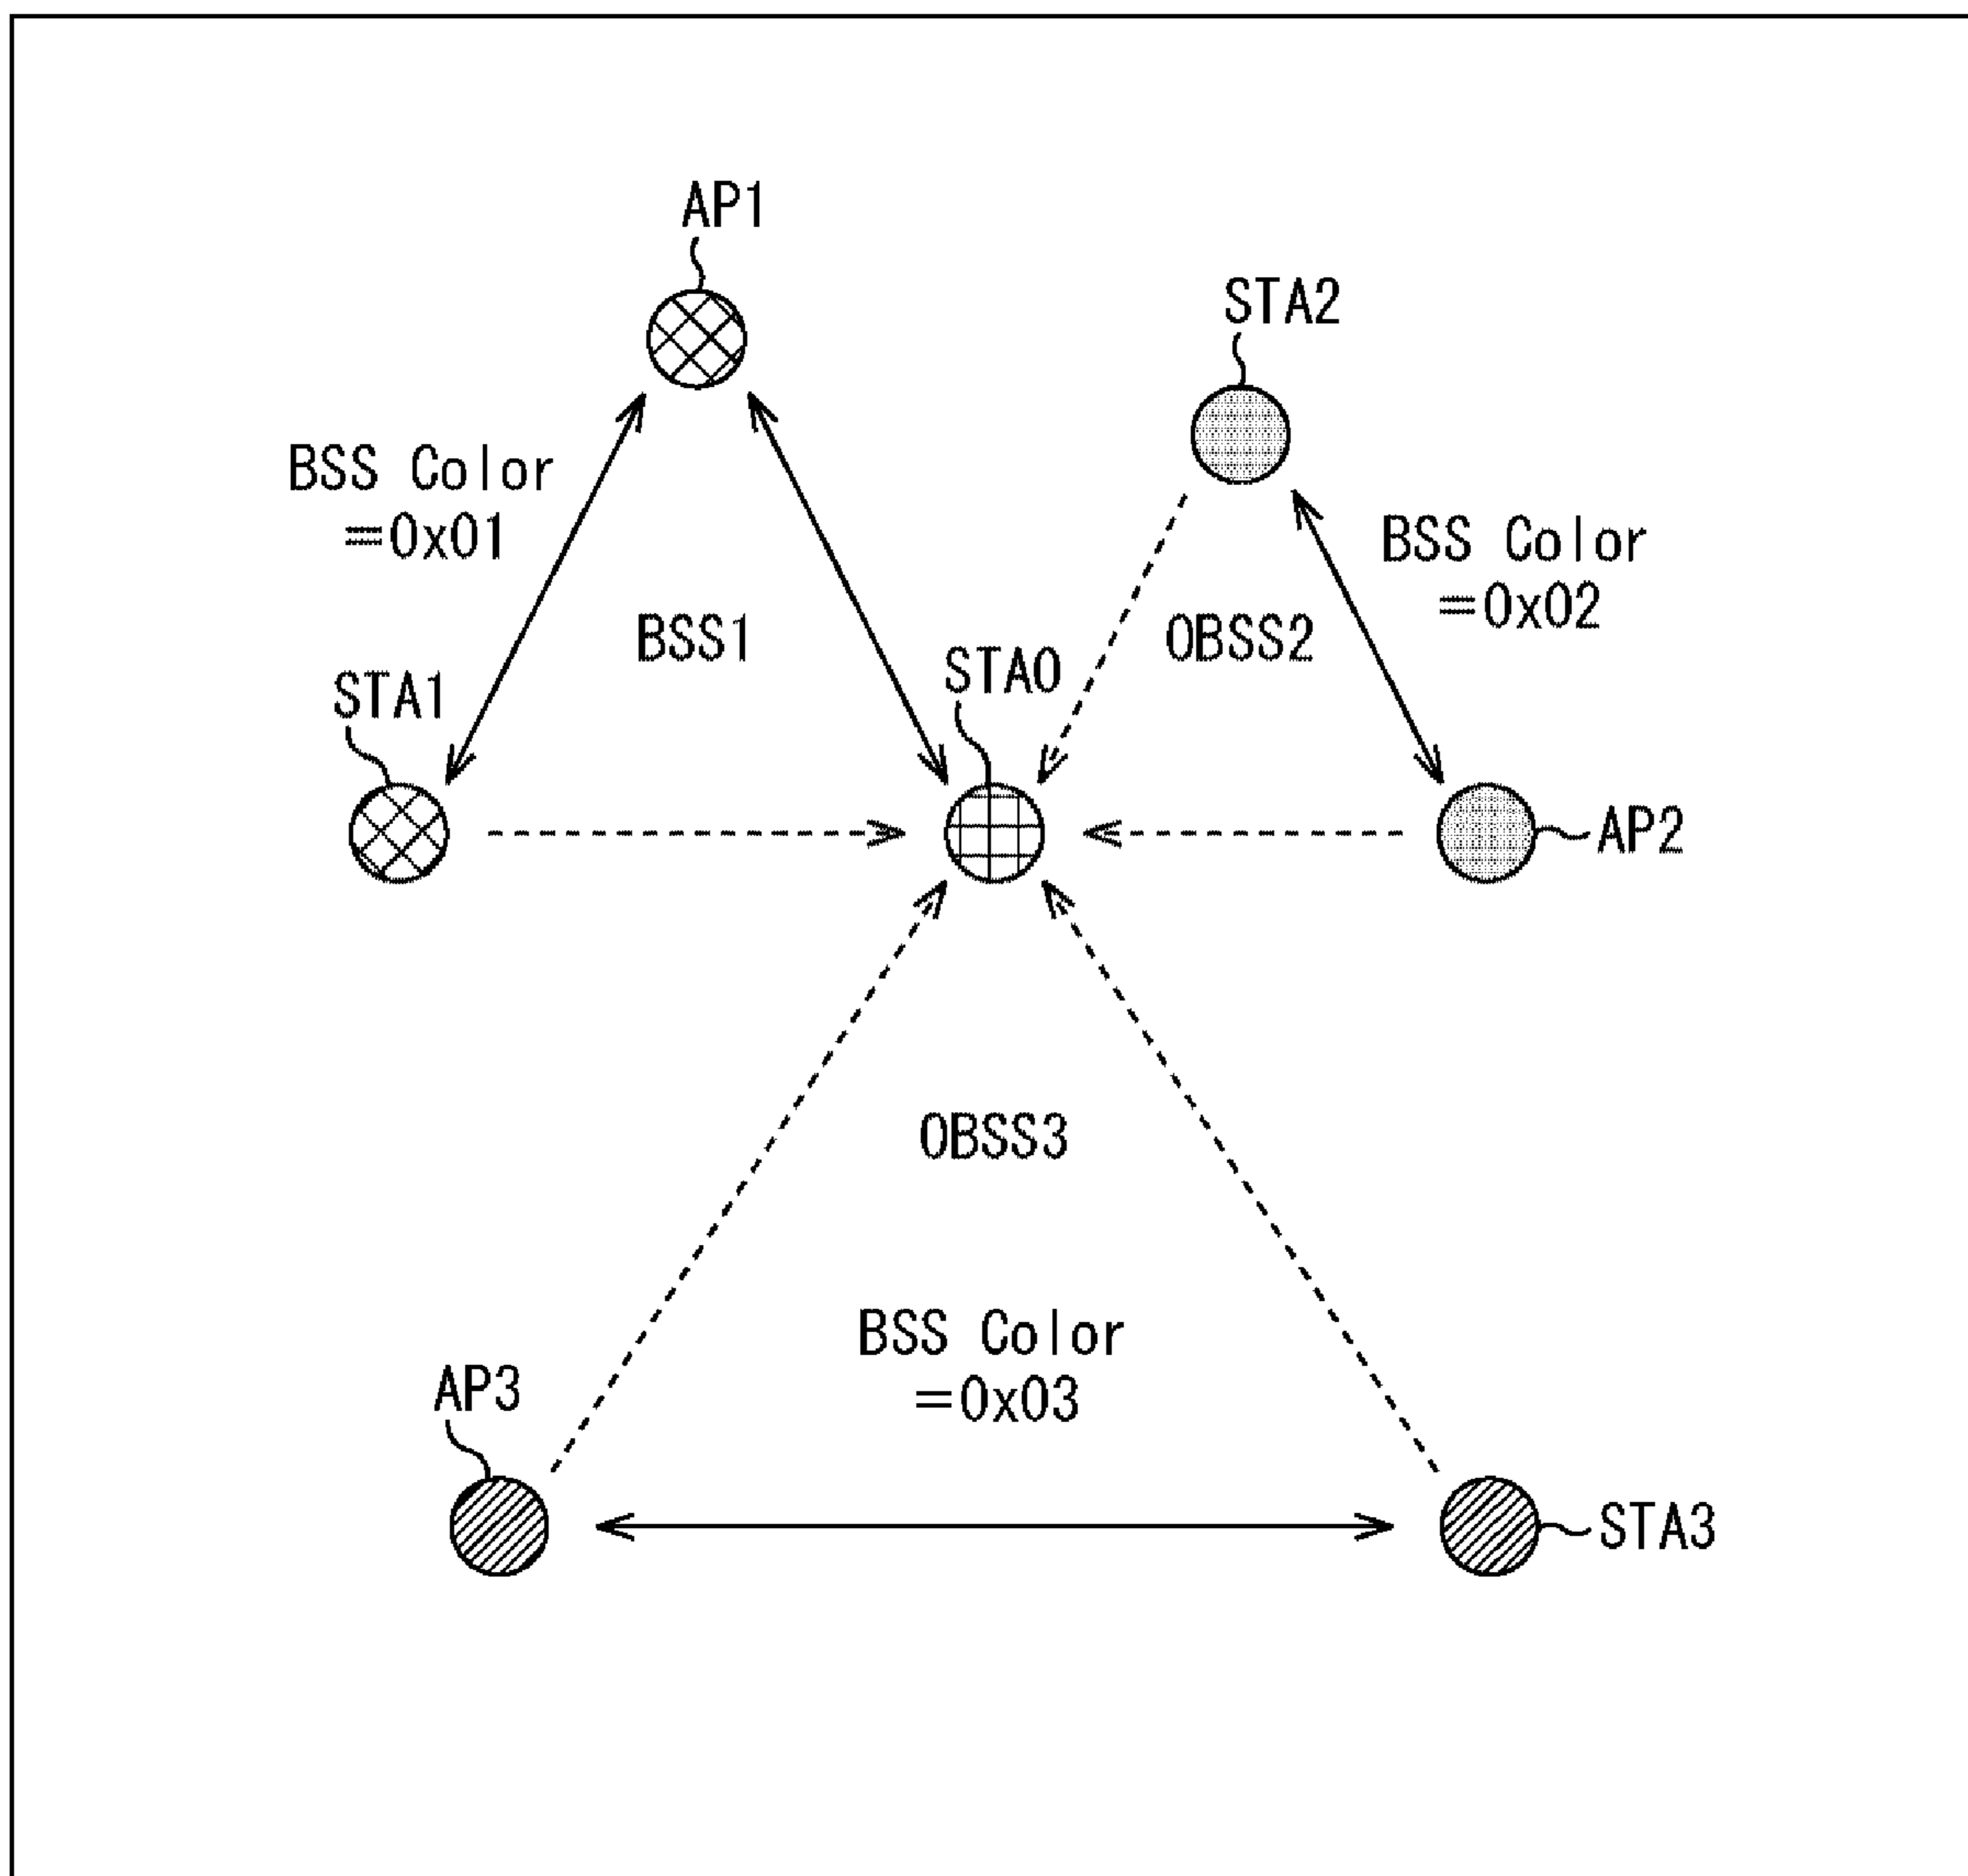 AP1
STA2
BSS Color
=0x01
BSS Color
=0x02
BSS1
OBSS2
STA0
STA1
AP2
OBSS3
BSS Color
=0x03
AP3
STA3